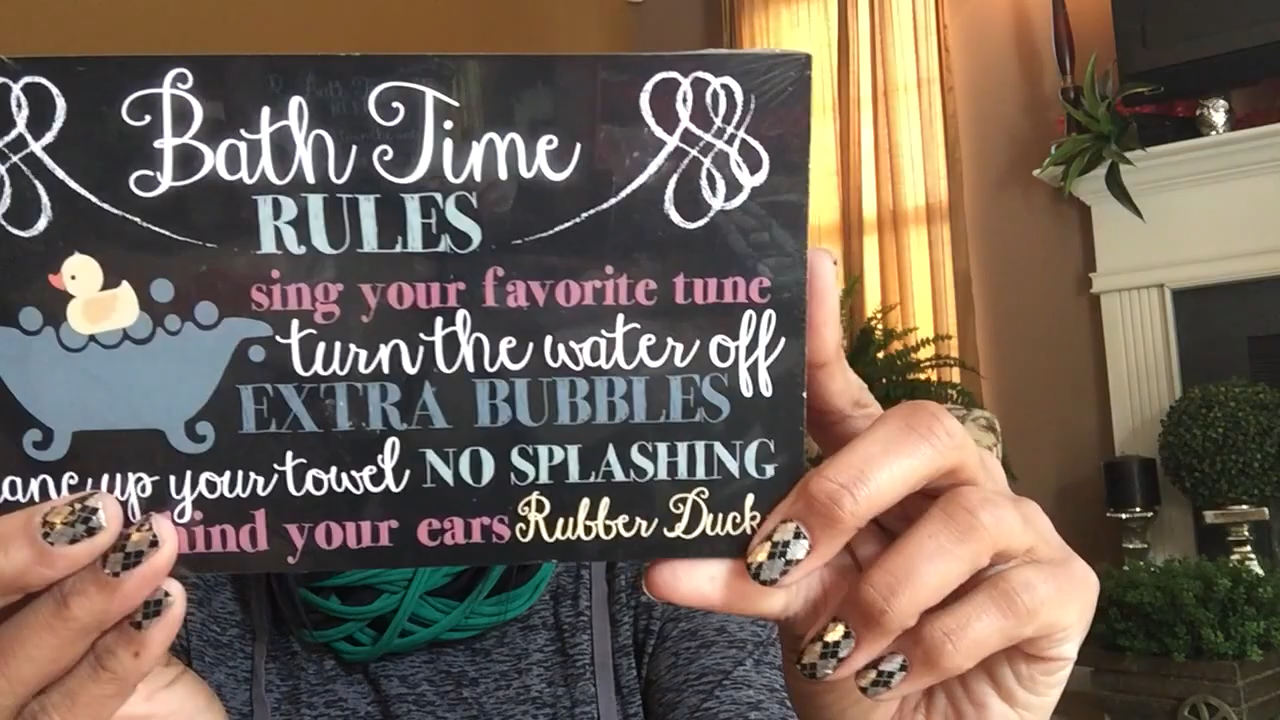 Bath Time
RULES
sing your favorite tune
turn the water off
EXTRA BUBBLES
up your towel NO SPLASHING
your ears Rubber Duck